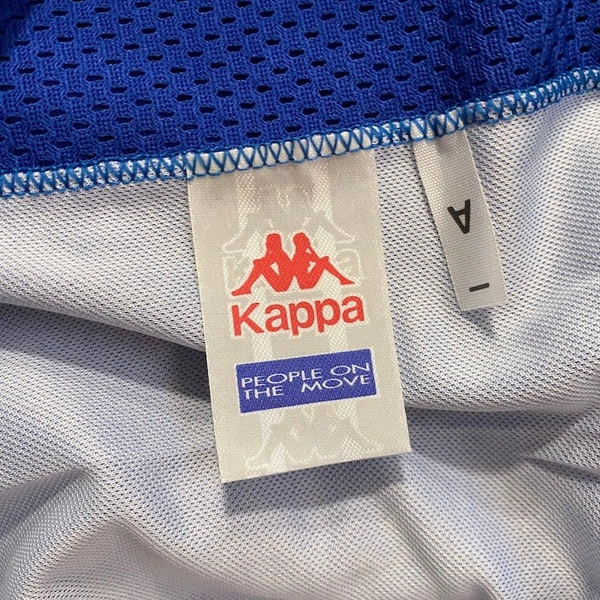 Kappa
PEOPLE ON
THE MOVE
A
I